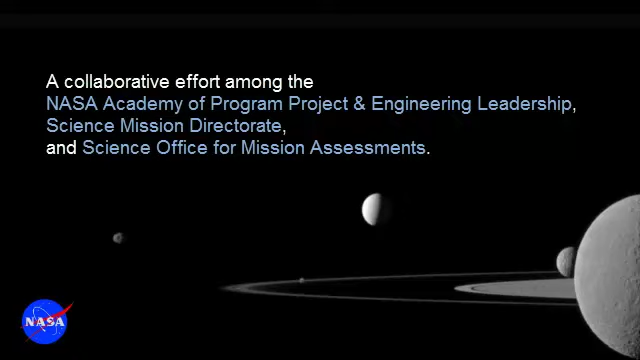 A collaborative effort among the
NASA Academy of Program Project & Engineering Leadership,
Science Mission Directorate,
and Science Office for Mission Assessments.
NASA